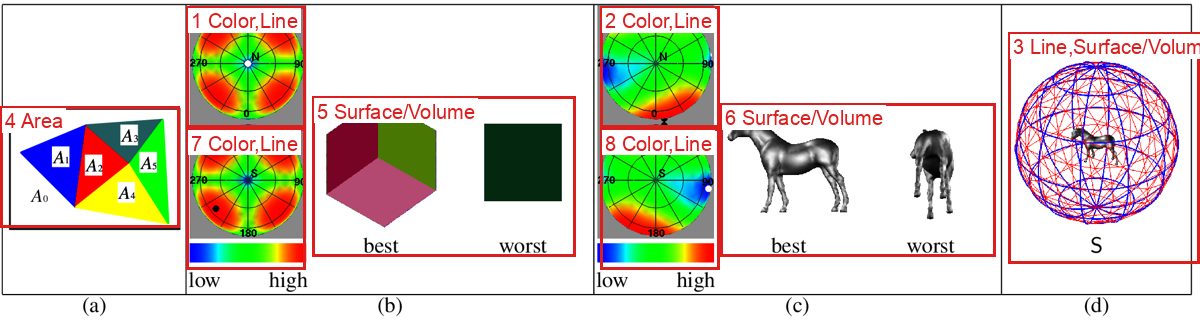 1 Color,Line
N
270
90
0
4 Area
A1
A2
A3
A4
A5
A0
7 Color,Line
S
270
90
180
low high
5 Surface/Volume
best worst
2 Color,Line
N
270
90
0
x
8 Color,Line
S
270
90
180
low high
6 Surface/Volume
best worst
3 Line,Surface/Volum
S
(a) (b) (c) (d)